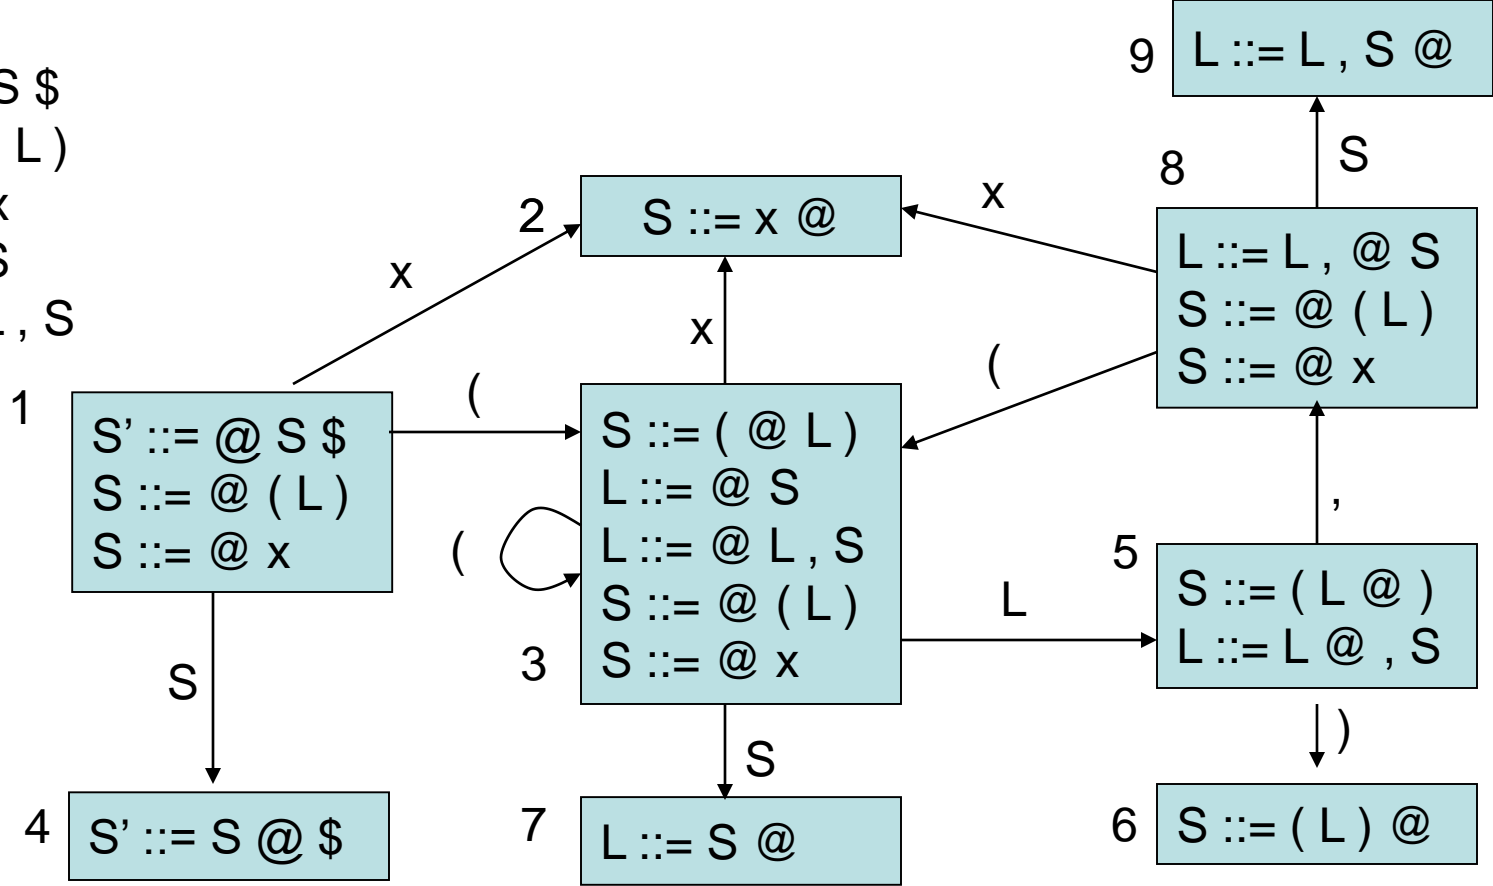 S $
L )
x
S
L , S
1
S’ ::= @ S $
S ::= @ ( L )
S ::= @ x
x
(
S
4
S’ ::= S @ $
2
S ::= x @
x
(
3
S ::= ( @ L )
L ::= @ S
L ::= @ L , S
S ::= @ ( L )
S ::= @ x
S
7
L ::= S @
x
(
L
9
L ::= L , S @
S
8
L ::= L , @ S
S ::= @ ( L )
S ::= @ x
,
5
S ::= ( L @ )
L ::= L @ , S
)
6
S ::= ( L ) @